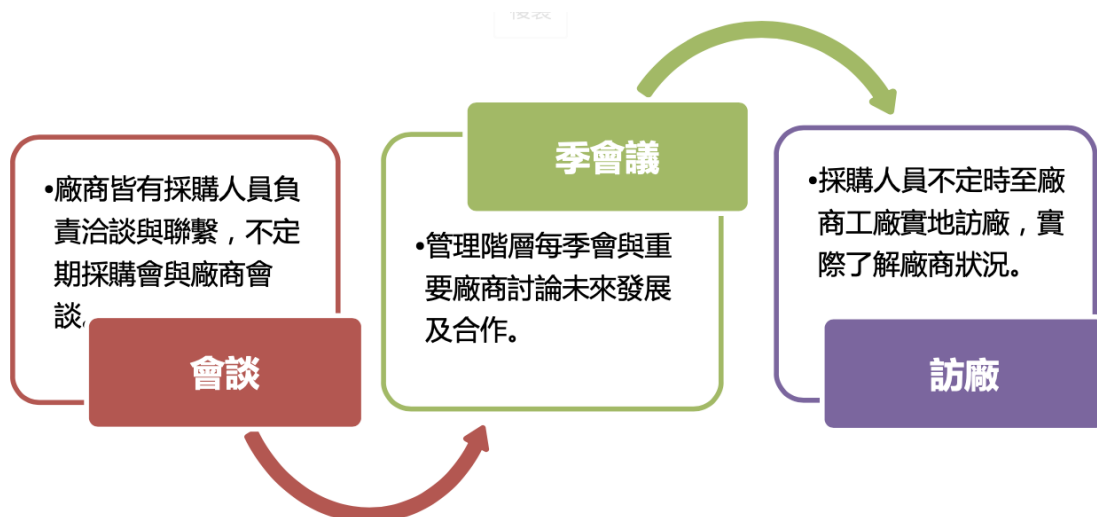 •廠商皆有採購人員負
責洽談與聯繫，不定
期採購會與廠商會
談.
會談
季會議
•管理階層每季會與重
要廠商討論未來發展
及合作。
•採購人員不定時至廠
商工廠實地訪廠，實
際了解廠商狀況。
訪廠